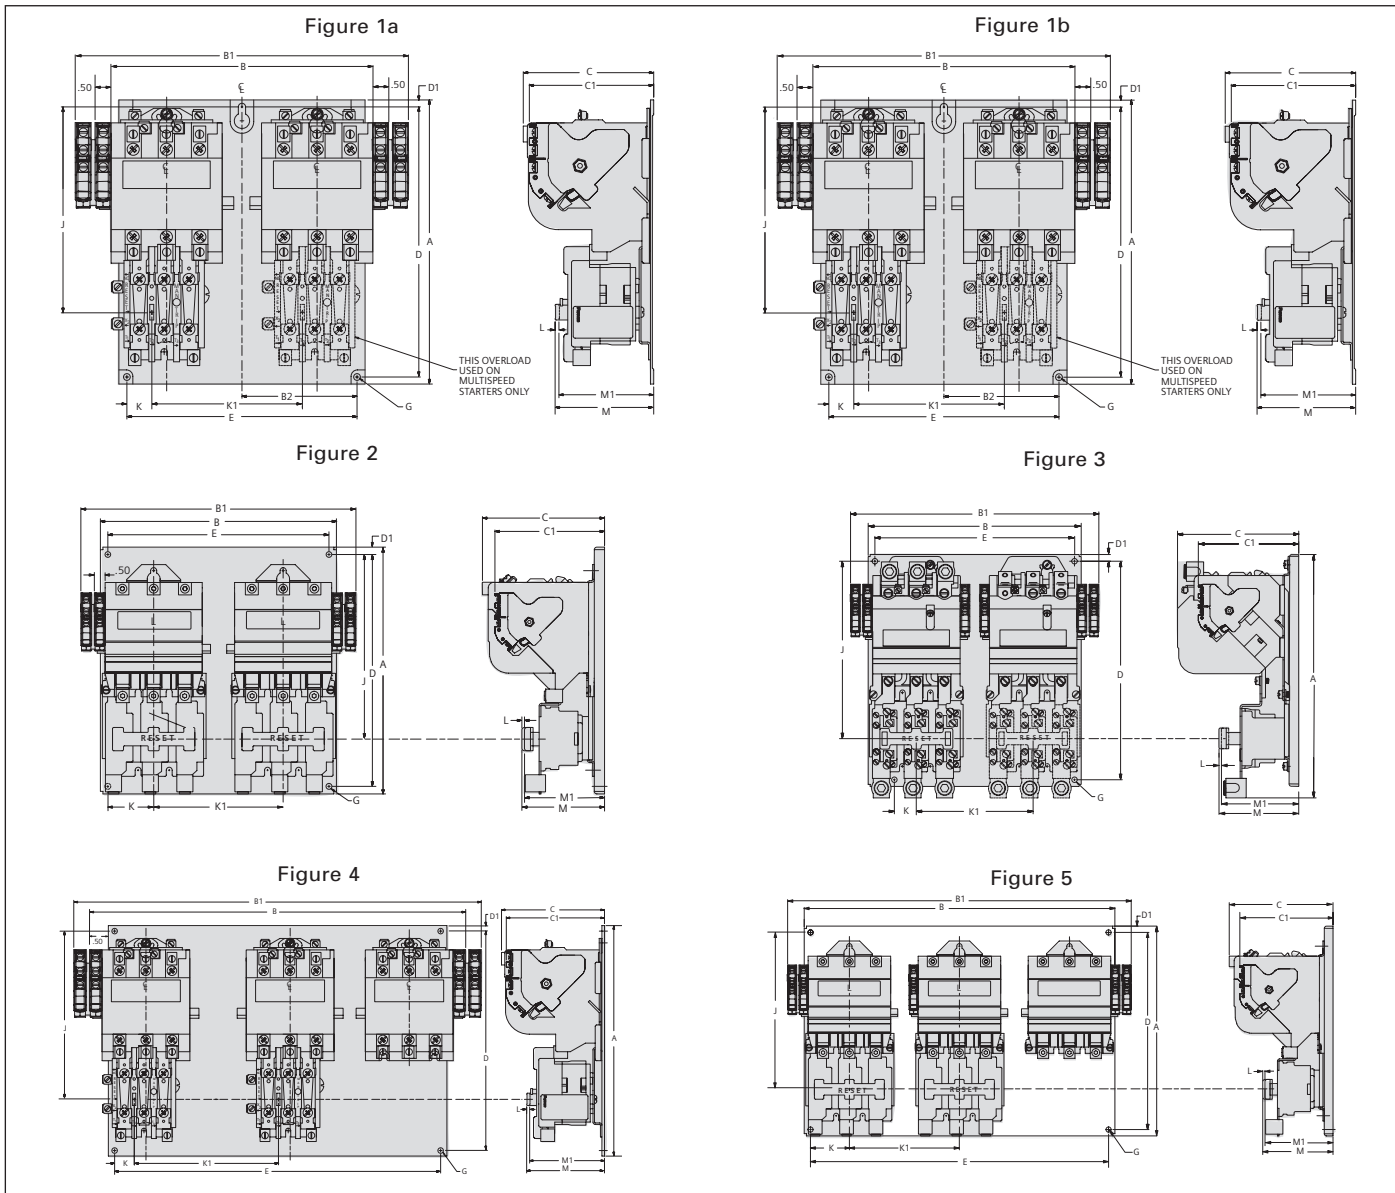 Figure 1a
Figure 1b
B1
B
.50
.50
D1
C
C1
J
A
D
L
THIS OVERLOAD
USED ON
MULTISPEED
STARTERS ONLY
K
K1
B2
E
G
M1
M
B1
B
.50
.50
D1
C
C1
J
A
D
L
THIS OVERLOAD
USED ON
MULTISPEED
STARTERS ONLY
K
K1
B2
E
G
M1
M
Figure 2
Figure 3
B1
B
E
D1
.50
C
C1
J
D
A
L
RESET
RESET
K
K1
G
M1
M
B1
B
E
D1
C
C1
J
D
A
L
RESET
RESET
K
K1
G
M1
M
Figure 4
Figure 5
B1
B
D1
.50
C
C1
J
D
A
L
K
K1
E
G
M1
M
B1
B
D1
C
C1
J
D
A
L
RESET
RESET
K
K1
E
G
M1
M